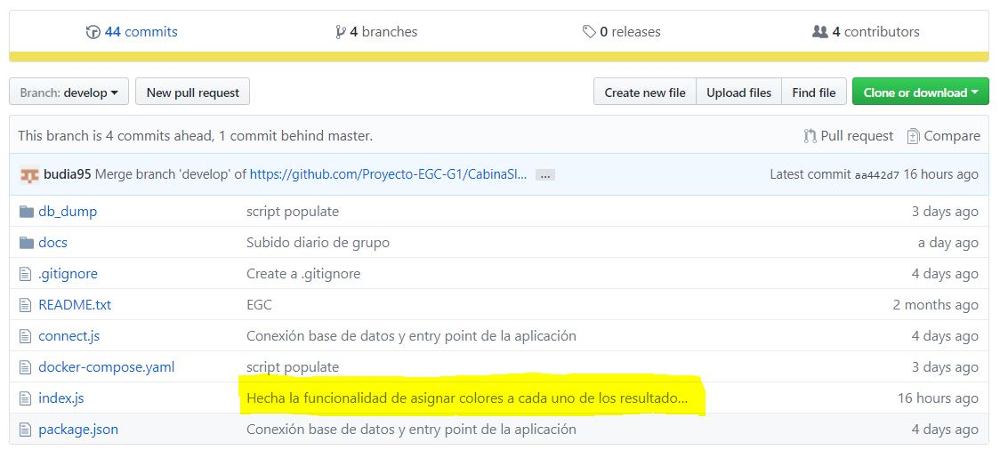 44 commits 4 branches 0 releases 4 contributors
Branch: develop New pull request Create new file Upload files Find file Clone or download
This branch is 4 commits ahead, 1 commit behind master. Pull request Compare
budia95 Merge branch 'develop' of https://github.com/Proyecto-EGC-G1/CabinaSl... ... Latest commit aa442d7 16 hours ago
db_dump script populate 3 days ago
docs Subido diario de grupo a day ago
.gitignore Create a .gitignore 4 days ago
README.txt EGC 2 months ago
connect.js Conexión base de datos y entry point de la aplicación 4 days ago
docker-compose.yaml script populate 3 days ago
index.js Hecha la funcionalidad de asignar colores a cada uno de los resultado... 16 hours ago
package.json Conexión base de datos y entry point de la aplicación 4 days ago